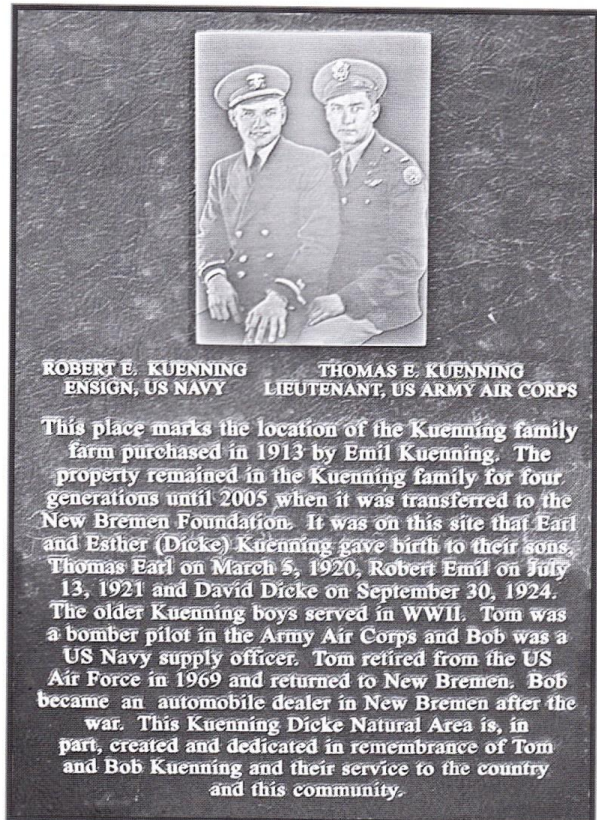 ROBERT E. KUENNING THOMAS E. KUENNING
ENSIGN, US NAVY LIEUTENANT, US ARMY AIR CORPS
This place marks the location of the Kuenning family
farm purchased in 1913 by Emil Kuenning. The
property remained in the Kuenning family for four
generations until 2005 when it was transferred to the
New Bremen Foundation. It was on this site that Earl
and Esther (Dicke) Kuenning gave birth to their sons,
Thomas Earl on March 5, 1920, Robert Emil on July
13, 1921 and David Dicke on September 30, 1924.
The older Kuenning boys served in WWII. Tom was
a bomber pilot in the Army Air Corps and Bob was a
US Navy supply officer. Tom retired from the US
Air Force in 1969 and returned to New Bremen. Bob
became an automobile dealer in New Bremen after the
war. This Kuenning Dicke Natural Area is, in
part, created and dedicated in remembrance of Tom
and Bob Kuenning and their service to the country
and this community.